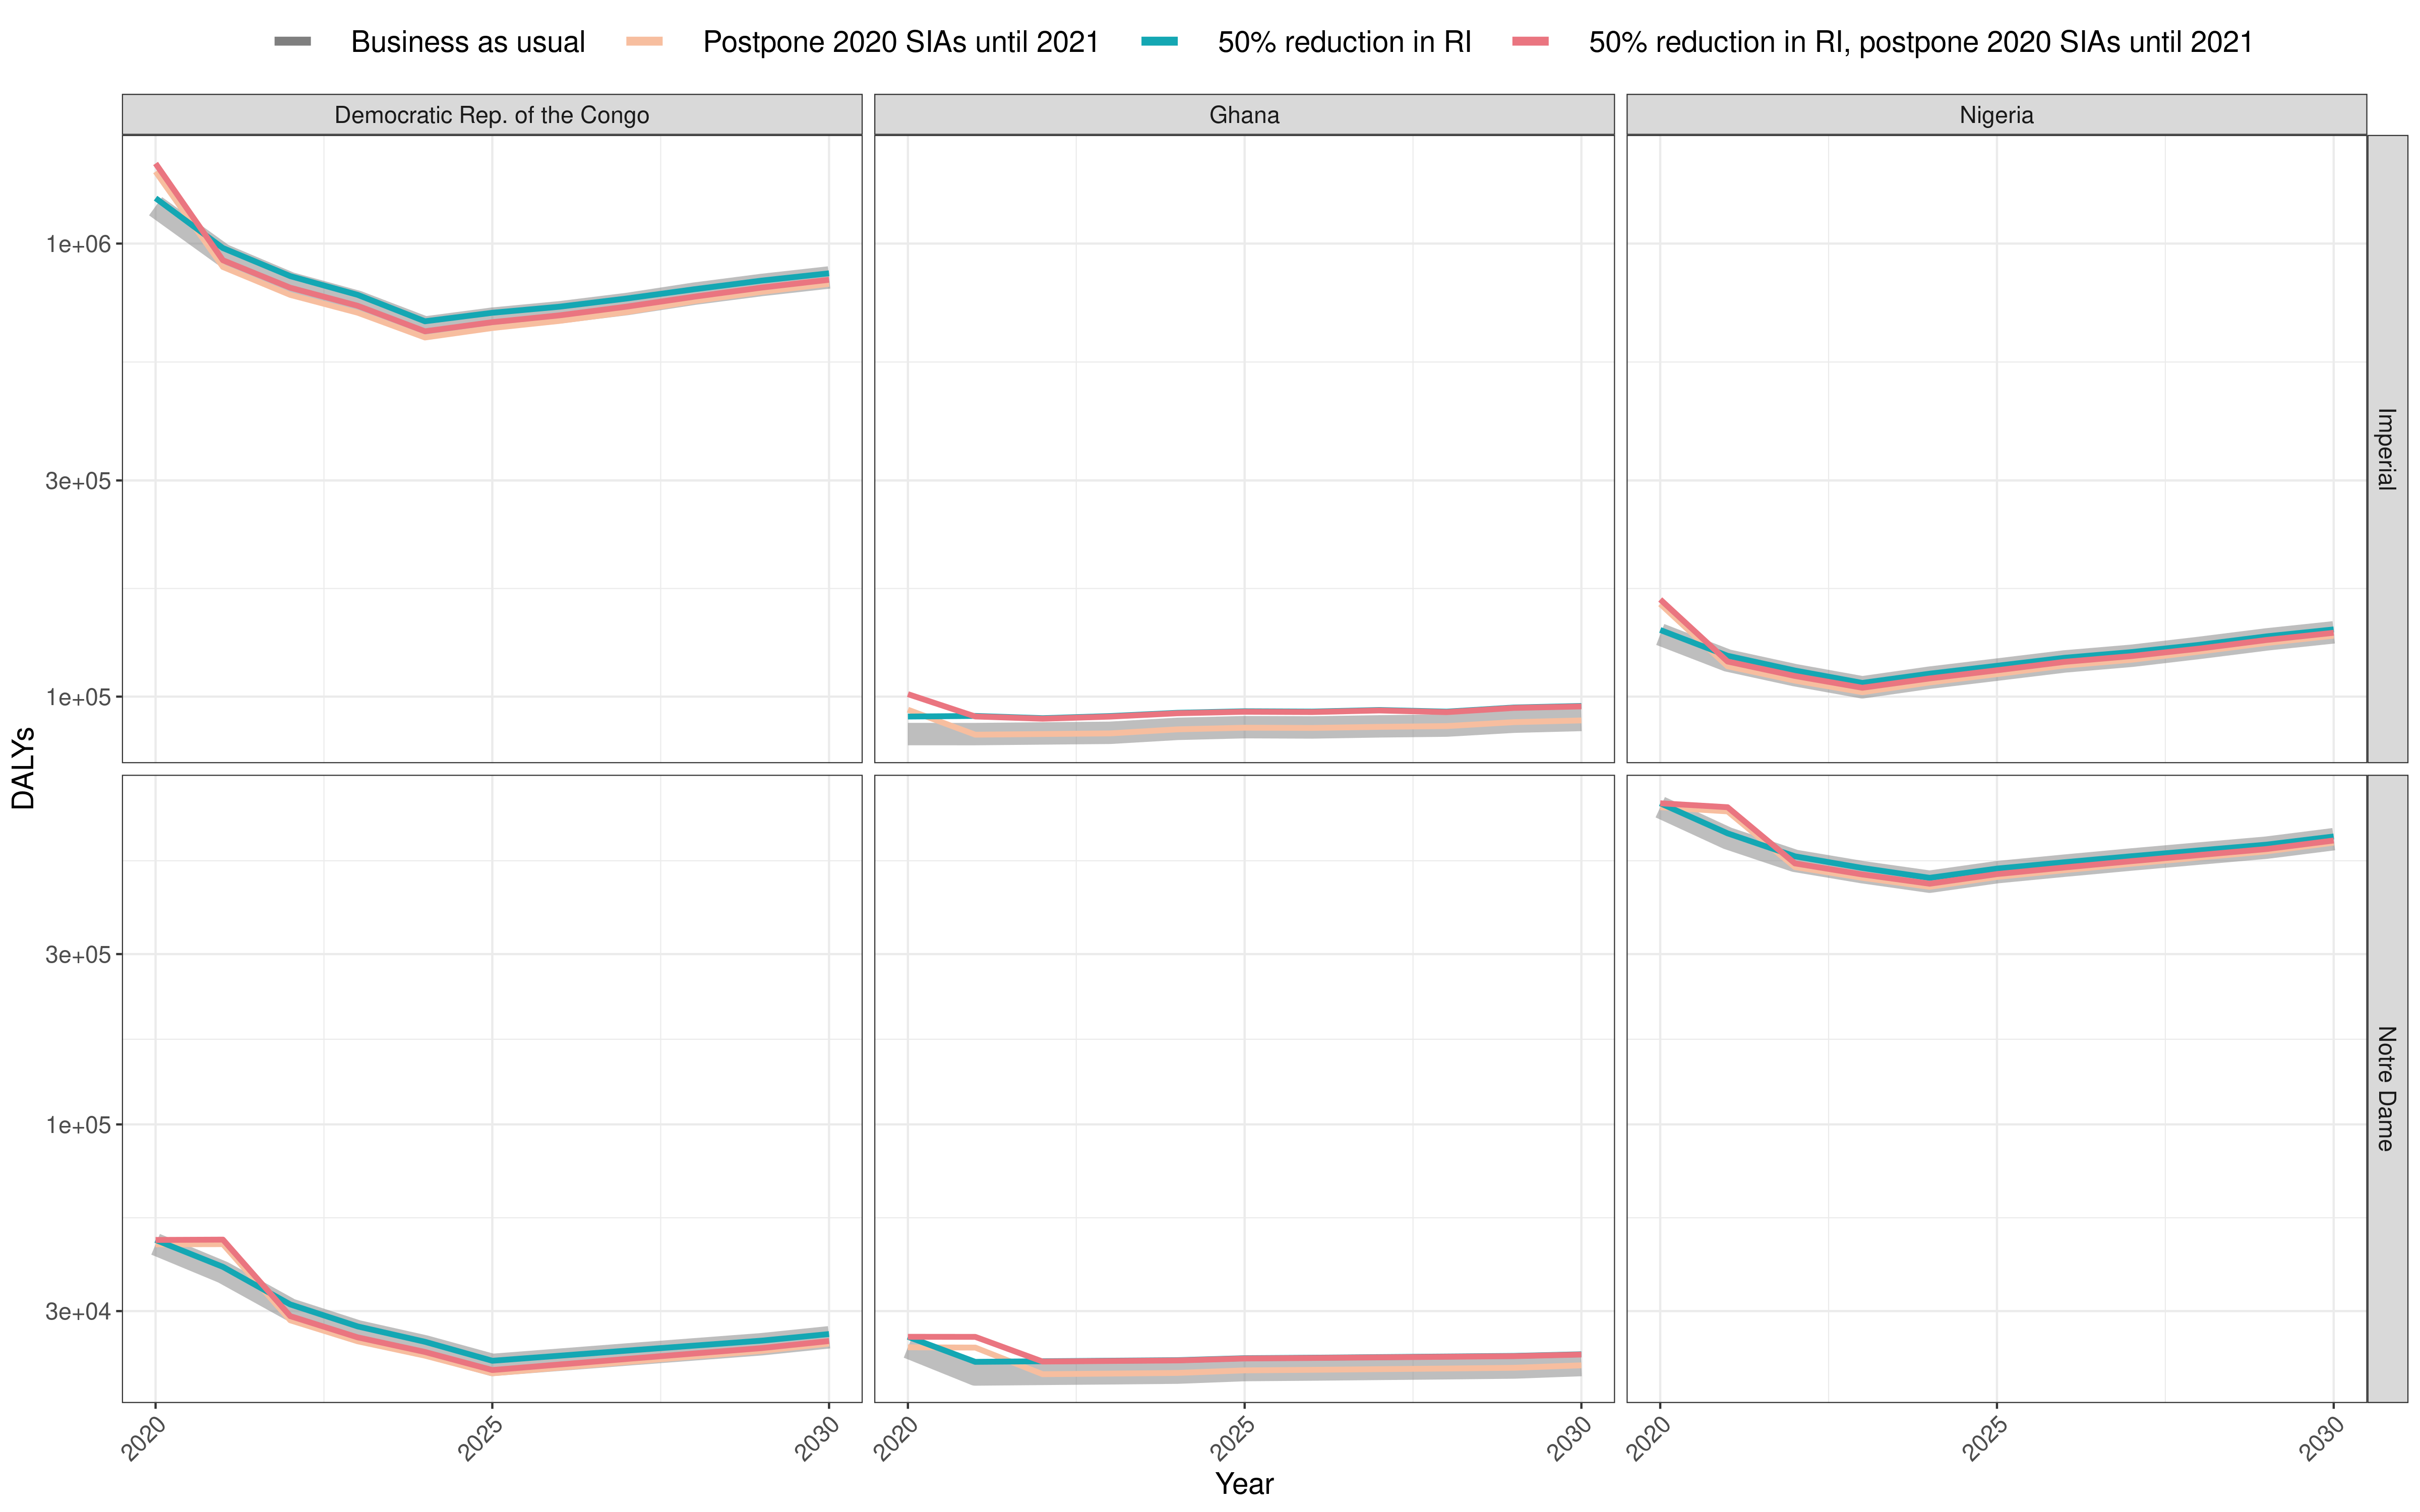 Business as usual
Postpone 2020 SIAs until 2021
50% reduction in RI
50% reduction in RI, postpone 2020 SIAs until 2021
Democratic Rep. of the Congo
Ghana
Nigeria
1e+06
3e+05
1e+05
Imperial
DALYs
3e+05
1e+05
3e+04
Notre Dame
2020
2025
2030
2020
2025
2030
2020
2025
2030
Year